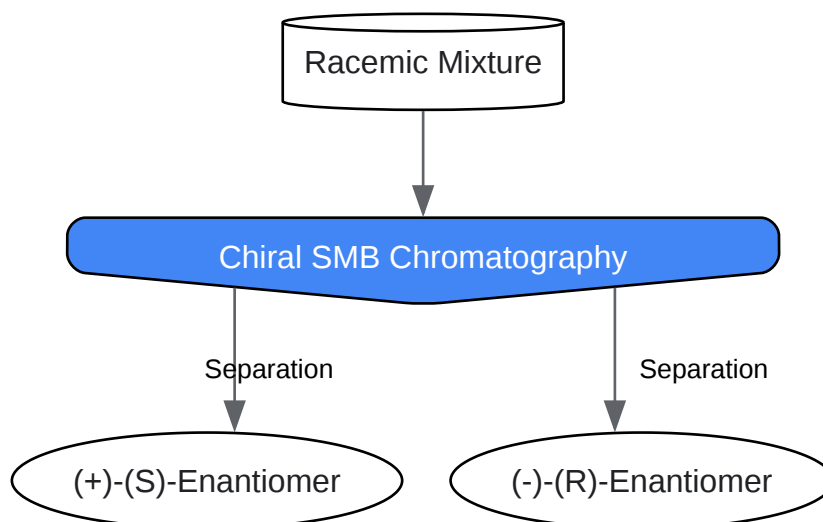 Racemic Mixture
Chiral SMB Chromatography
Separation
Separation
(+)-(S)-Enantiomer
(-)-(R)-Enantiomer